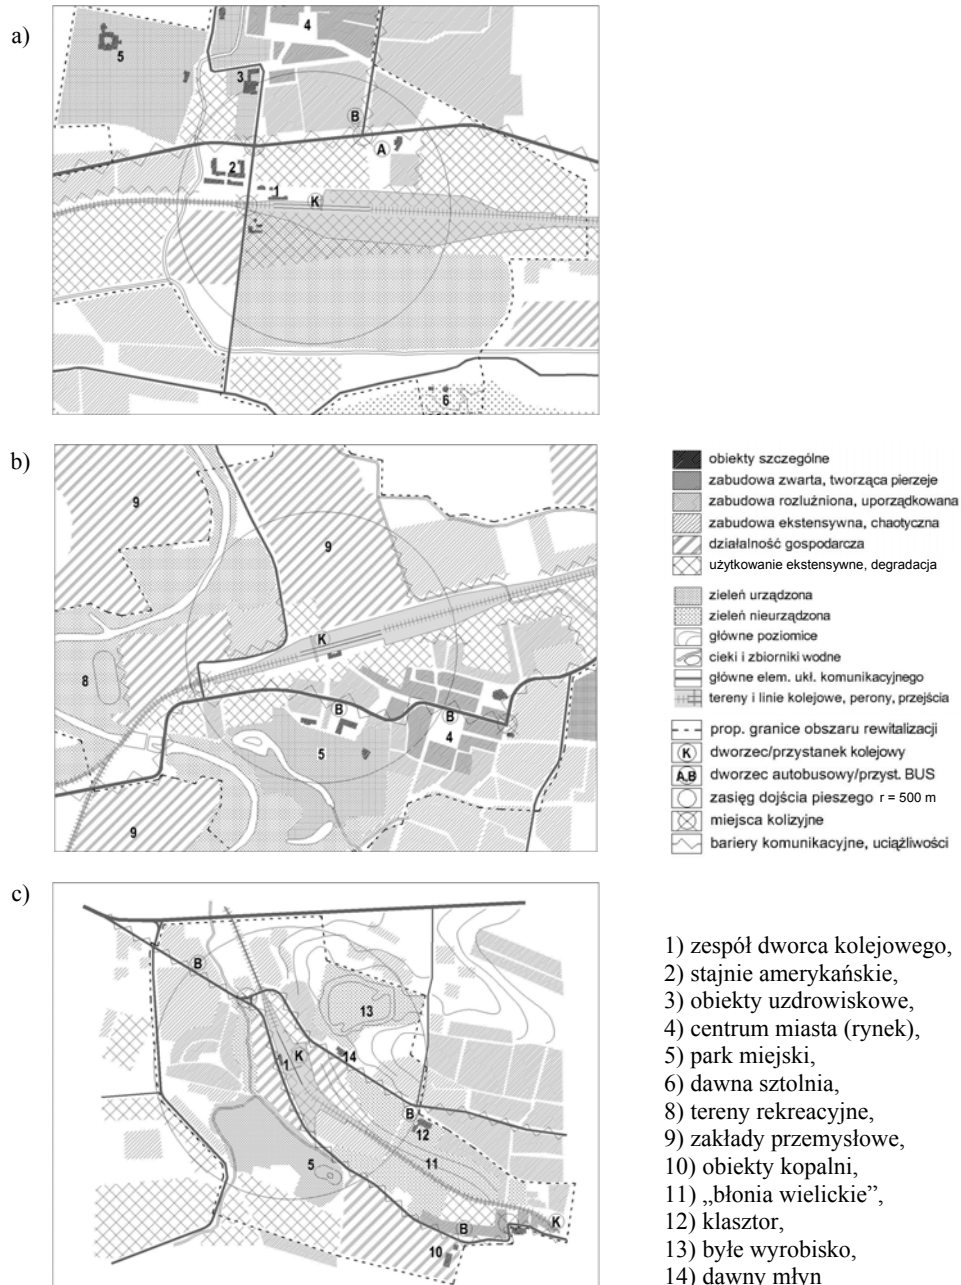 a)
4
5
3
B
A
2
1
K
6
b)
9
9
K
8
B
B
4
5
9
c)
B
13
K
14
1
B
12
5
11
B
K
10
obiekty szczególne
zabudowa zwarta, tworząca pierzeje
zabudowa rozluźniona, uporządkowana
zabudowa ekstensywna, chaotyczna
działalność gospodarcza
użytkowanie ekstensywne, degradacja
zieleń urządzona
zieleń nieurządzona
główne poziomice
cieki i zbiorniki wodne
główne elem. ukł. komunikacyjnego
tereny i linie kolejowe, perony, przejścia
prop. granice obszaru rewitalizacji
K dworzec/przystanek kolejowy
A,B dworzec autobusowy/przyst. BUS
zasięg dojścia pieszego r = 500 m
miejsca kolizyjne
bariery komunikacyjne, uciążliwości
1) zespół dworca kolejowego,
2) stajnie amerykańskie,
3) obiekty uzdrowiskowe,
4) centrum miasta (rynek),
5) park miejski,
6) dawna sztolnia,
8) tereny rekreacyjne,
9) zakłady przemysłowe,
10) obiekty kopalni,
11) „błonia wielickie”,
12) klasztor,
13) byłe wyrobisko,
14) dawny młyn